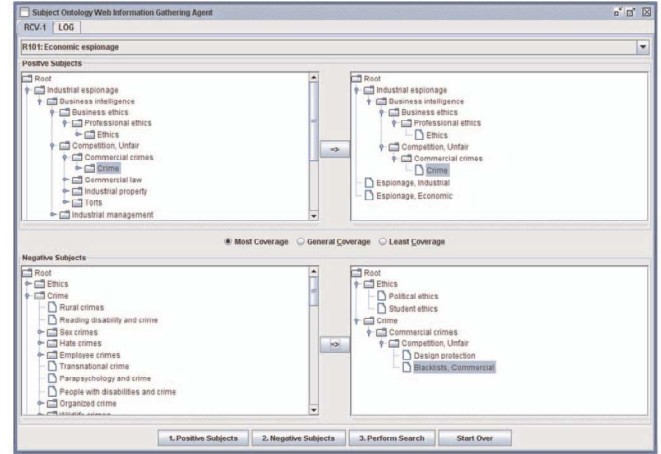 Subject Ontology Web Information Gathering Agent
RCV-1 LOG
R101: Economic espionage
Positive Subjects
Root
Industrial espionage
Business intelligence
Business ethics
Professional ethics
Ethics
Competition, Unfair
Commercial crimes
Crime
Commercial law
Industrial property
Torts
Industrial management
=>
Root
Industrial espionage
Business intelligence
Business ethics
Professional ethics
Ethics
Competition, Unfair
Commercial crimes
Crime
Espionage, Industrial
Espionage, Economic
Most Coverage General Coverage Least Coverage
Negative Subjects
Root
Ethics
Crime
Rural crimes
Reading disability and crime
Sex crimes
Hate crimes
Employee crimes
Transnational crime
Parapsychology and crime
People with disabilities and crime
Organized crime
Wildlife crimes
=>
Root
Ethics
Political ethics
Student ethics
Crime
Commercial crimes
Competition, Unfair
Design protection
Blacklists, Commercial
1. Positive Subjects 2. Negative Subjects 3. Perform Search Start Over